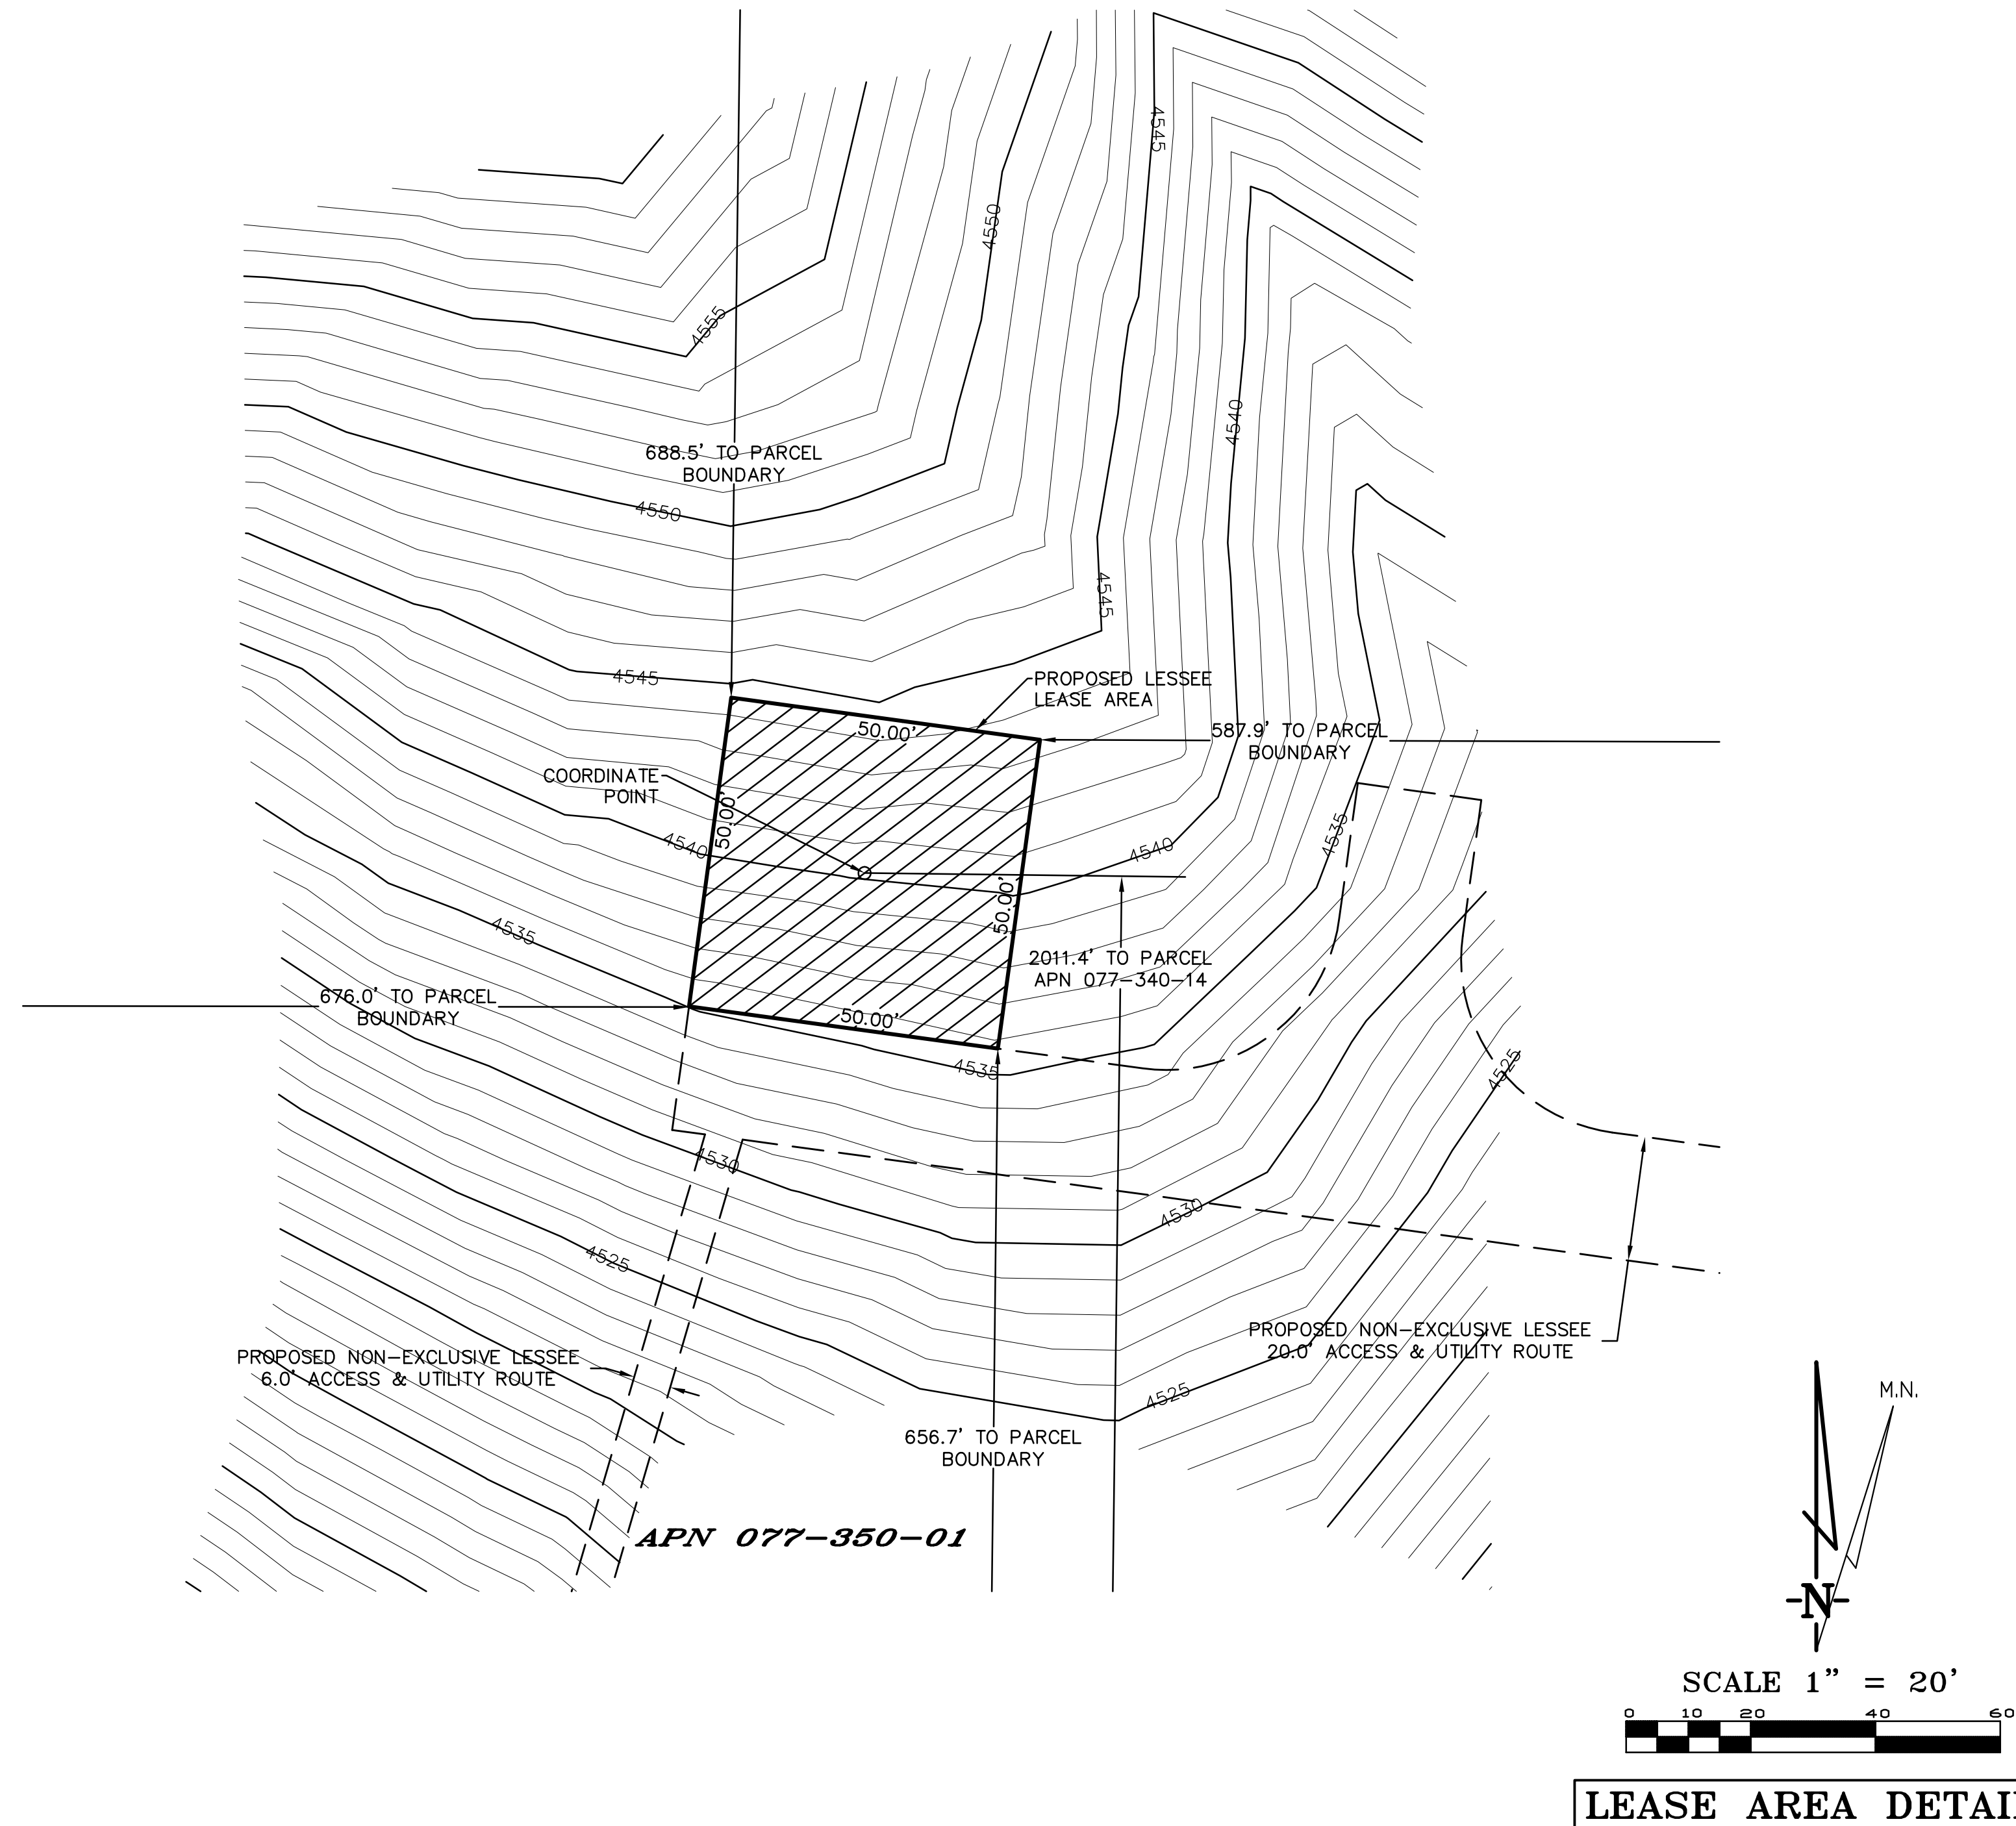 4545
4550
4555
4540
688.5' TO PARCEL
BOUNDARY
4550
4545
4545
PROPOSED LESSEE
LEASE AREA
50.00'
587.9' TO PARCEL
BOUNDARY
COORDINATE
POINT
50.00'
4540
4540
4535
50.00'
4535
2011.4' TO PARCEL
APN 077-340-14
676.0' TO PARCEL
BOUNDARY
50.00'
4535
4525
4530
4530
4525
PROPOSED NON-EXCLUSIVE LESSEE
20.0' ACCESS & UTILITY ROUTE
PROPOSED NON-EXCLUSIVE LESSEE
6.0' ACCESS & UTILITY ROUTE
4525
656.7' TO PARCEL
BOUNDARY
APN 077-350-01
M.N.
N
SCALE 1" = 20'
0 10 20 40 60
LEASE AREA DETAI